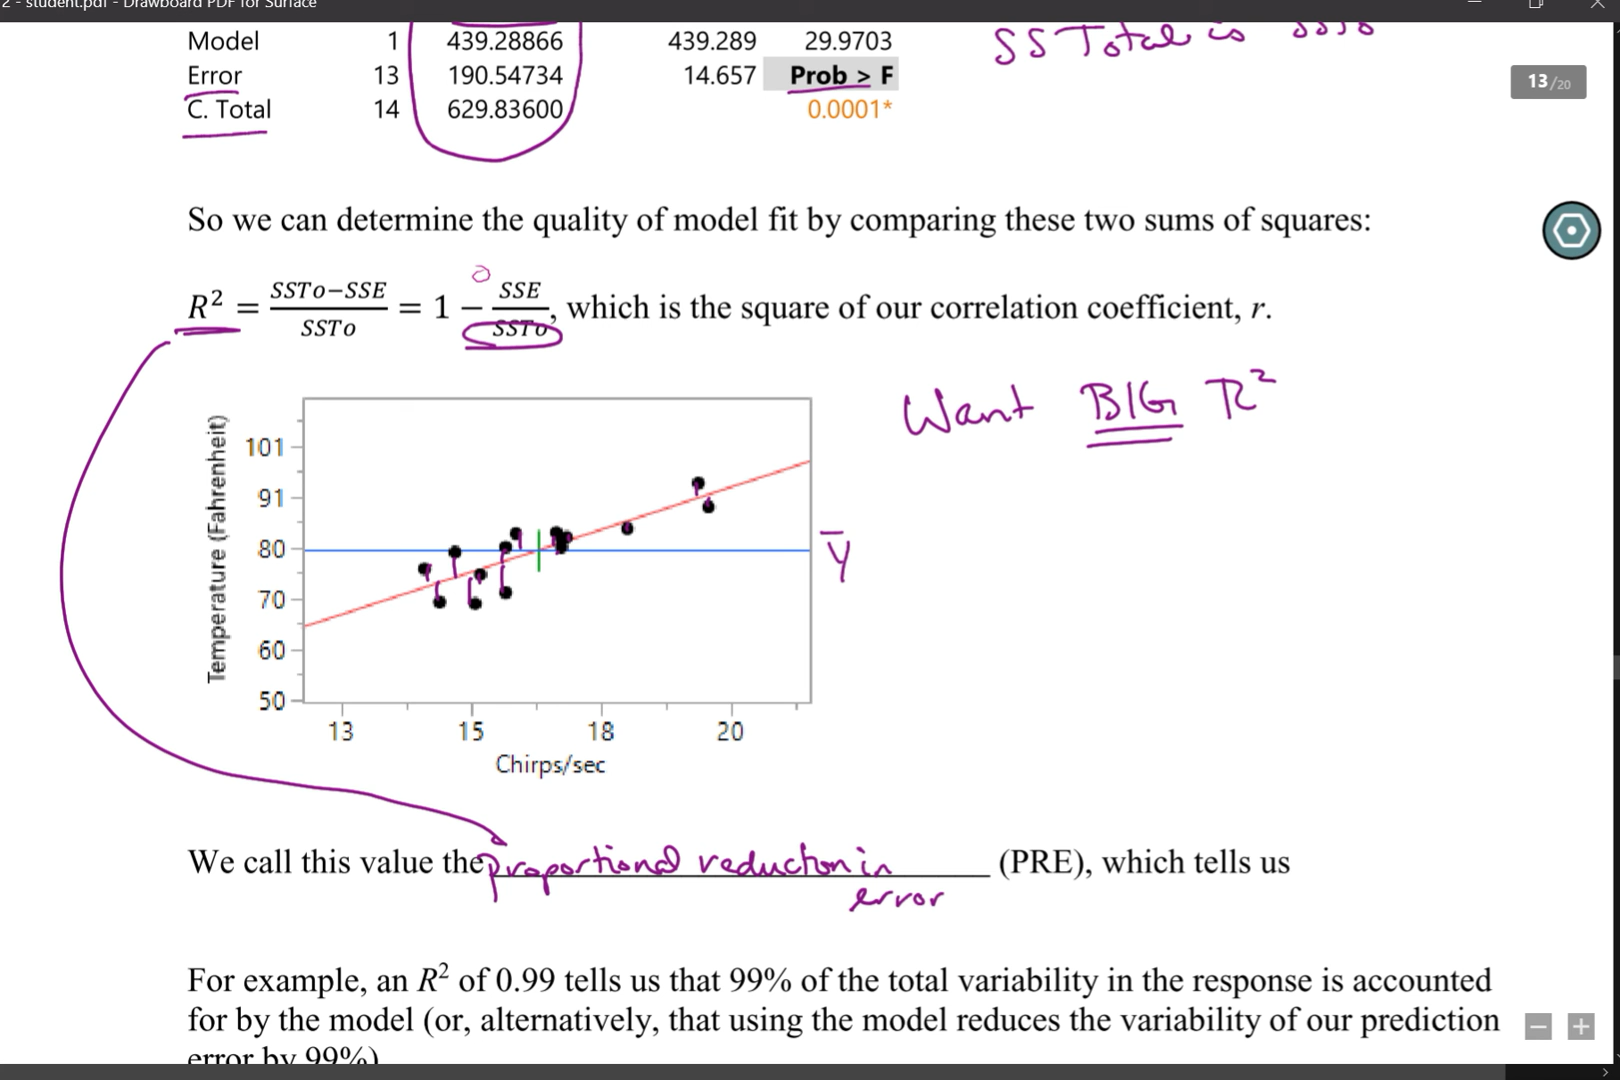 2 - student.pdf - Drawboard PDF for Surface
Model 1 439.28866 439.289 29.9703
SS Total is SSTo
Error 13 190.54734 14.657 Prob > F
13/20
C. Total 14 629.83600 0.0001*
So we can determine the quality of model fit by comparing these two sums of squares:
R² = SSTo−SSE/SSTo = 1 − SSE/SSTo, which is the square of our correlation coefficient, r.
Want BIG R²
Temperature (Fahrenheit)
101
91
80
70
60
50
Y̅
13 15 18 20
Chirps/sec
We call this value the proportional reduction in (PRE), which tells us
error
For example, an R² of 0.99 tells us that 99% of the total variability in the response is accounted
for by the model (or, alternatively, that using the model reduces the variability of our prediction
error by 99%)